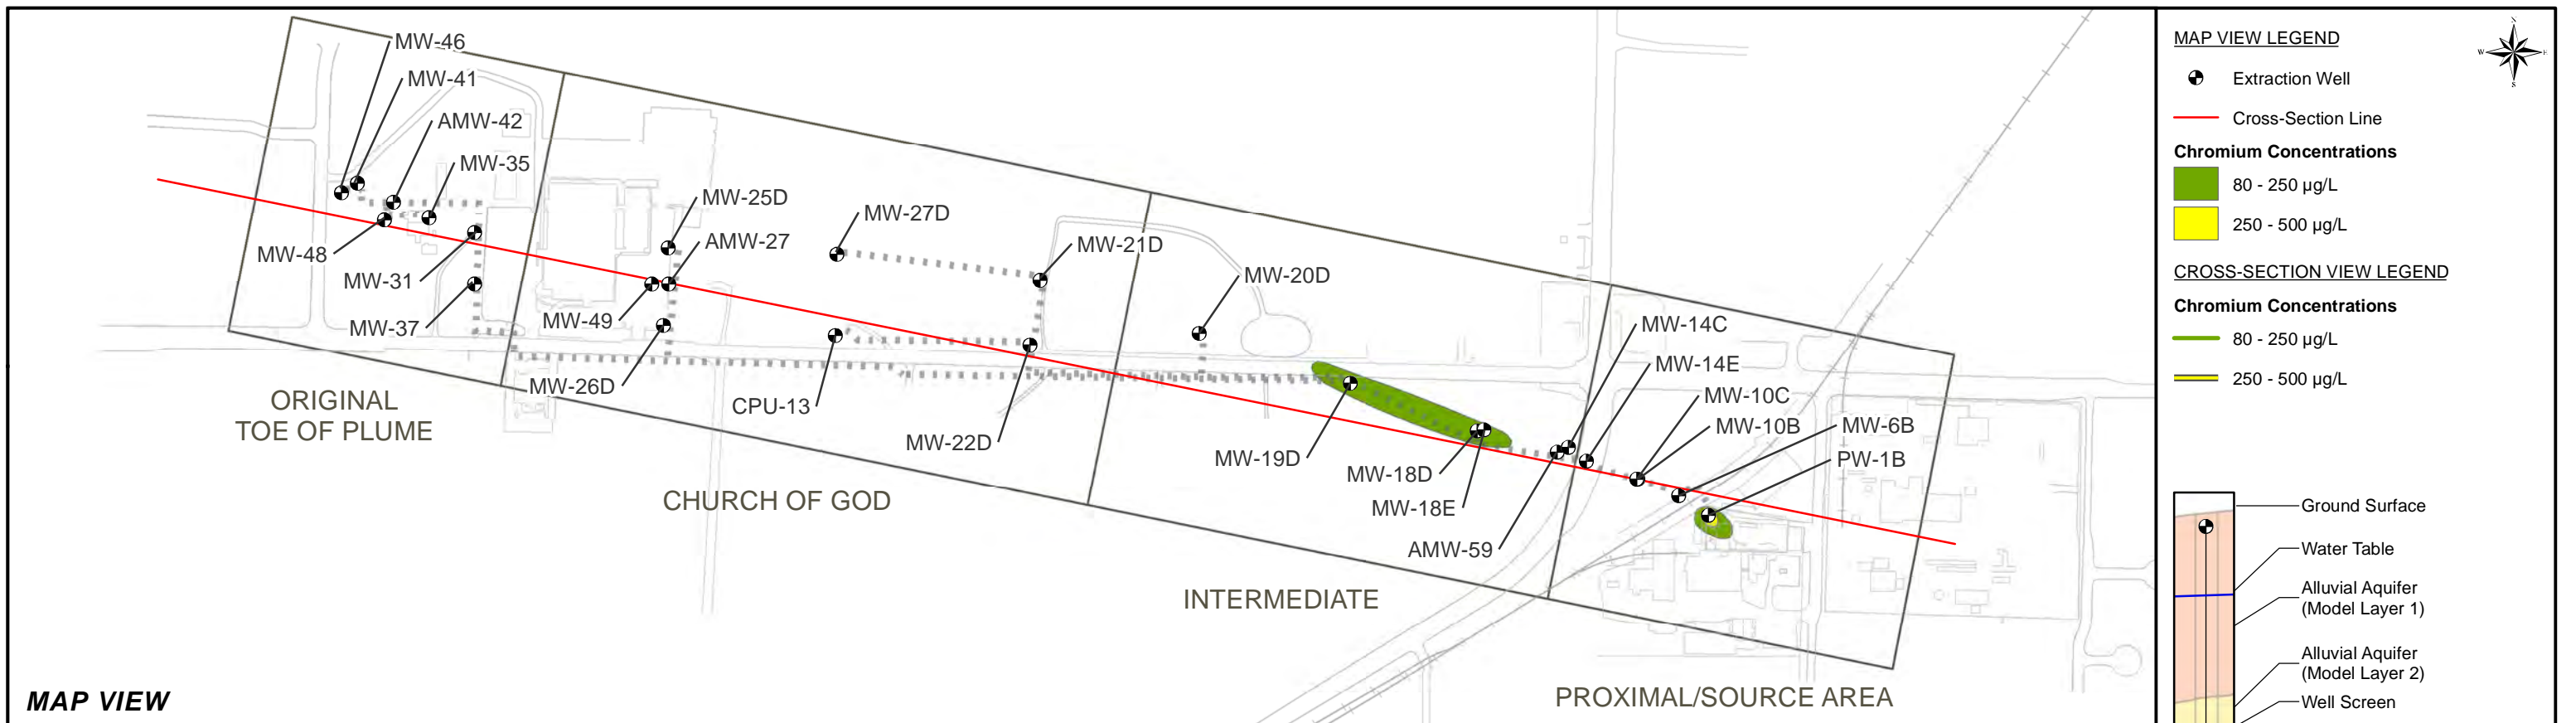 MW-46
MW-41
AMW-42
MW-35
MW-25D
AMW-27
MW-27D
MW-21D
MW-20D
MW-48
MW-31
MW-37
MW-49
MW-26D
CPU-13
MW-22D
MW-14C
MW-14E
MW-10C
MW-10B
MW-6B
PW-1B
MW-19D
MW-18D
MW-18E
AMW-59
ORIGINAL
TOE OF PLUME
CHURCH OF GOD
INTERMEDIATE
PROXIMAL/SOURCE AREA
MAP VIEW
MAP VIEW LEGEND
N
W
E
S
Extraction Well
Cross-Section Line
Chromium Concentrations
80 - 250 µg/L
250 - 500 µg/L
CROSS-SECTION VIEW LEGEND
Chromium Concentrations
80 - 250 µg/L
250 - 500 µg/L
Ground Surface
Water Table
Alluvial Aquifer
(Model Layer 1)
Alluvial Aquifer
(Model Layer 2)
Well Screen